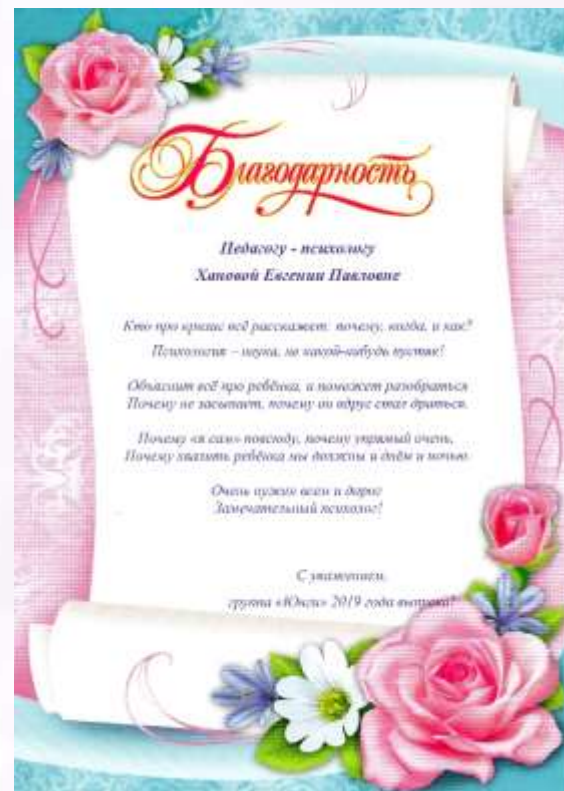 Благодарность
Педагогу - психологу
Хановой Евгении Павловне
Кто про кризис всё расскажет: почему, когда, и как?
Психология – наука, не какой-нибудь пустяк!
Объяснит всё про ребёнка, и поможет разобраться
Почему не засыпает, почему он вдруг стал драться.
Почему «я сам» повсюду, почему упрямый очень,
Почему хвалить ребёнка мы должны и днём и ночью.
Очень нужен всем и дорог
Замечательный психолог!
С уважением,
группа «Юнги» 2019 года выпуска!